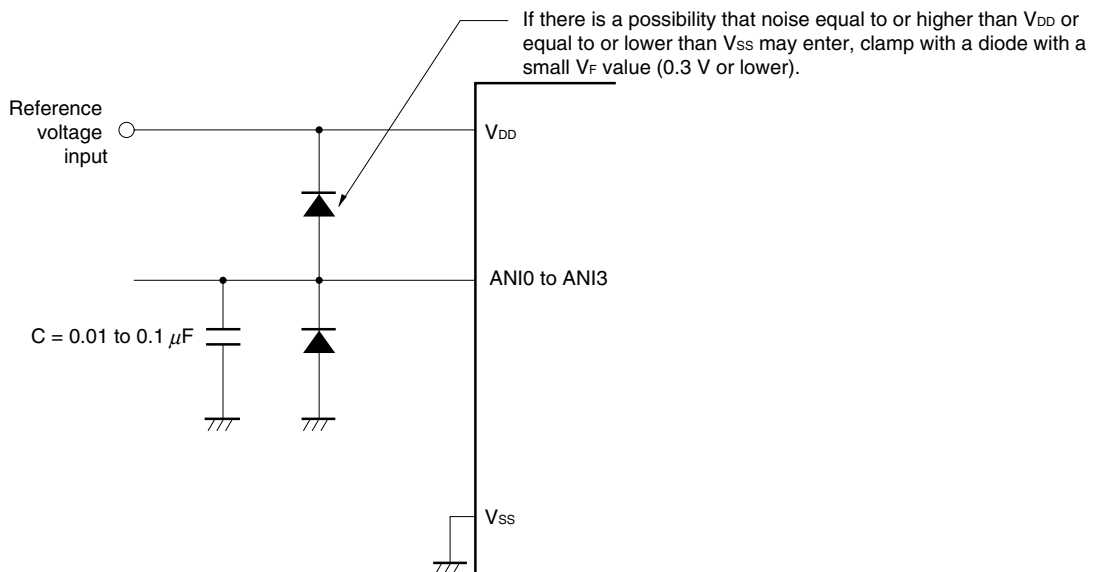 If there is a possibility that noise equal to or higher than VDD or
equal to or lower than VSS may enter, clamp with a diode with a
small VF value (0.3 V or lower).
Reference
voltage
input
VDD
ANI0 to ANI3
C = 0.01 to 0.1 μF
VSS